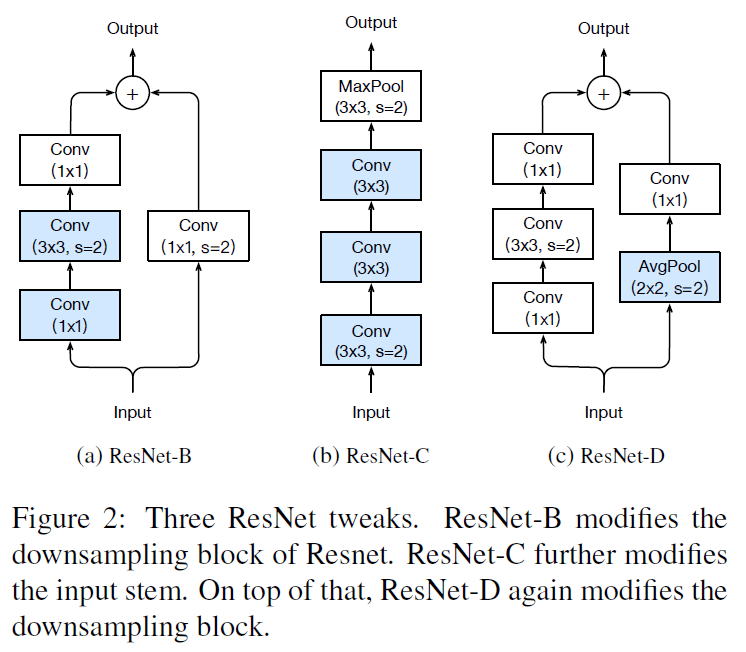 Output
+
Conv
(1x1)
Conv
(3x3, s=2)
Conv
(1x1, s=2)
Conv
(1x1)
Input
(a) ResNet-B
Output
MaxPool
(3x3, s=2)
Conv
(3x3)
Conv
(3x3)
Conv
(3x3, s=2)
Input
(b) ResNet-C
Output
+
Conv
(1x1)
Conv
(1x1)
Conv
(3x3, s=2)
AvgPool
(2x2, s=2)
Conv
(1x1)
Input
(c) ResNet-D
Figure 2: Three ResNet tweaks. ResNet-B modifies the
downsampling block of Resnet. ResNet-C further modifies
the input stem. On top of that, ResNet-D again modifies the
downsampling block.